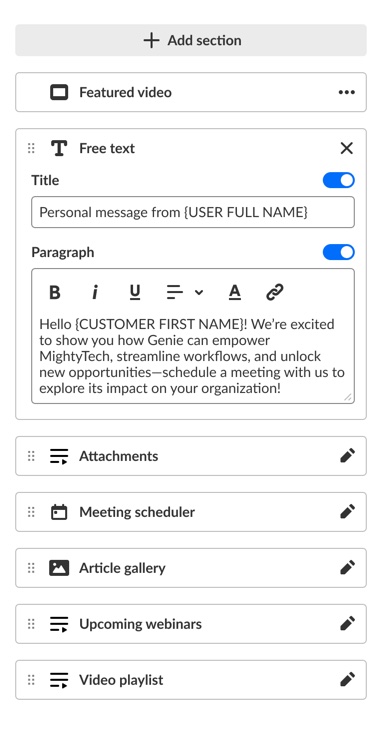 Add section
Featured video
Free text
Title
Personal message from {USER FULL NAME}
Paragraph
B i U A
Hello {CUSTOMER FIRST NAME}! We're excited
to show you how Genie can empower
MightyTech, streamline workflows, and unlock
new opportunities—schedule a meeting with us to
explore its impact on your organization!
Attachments
Meeting scheduler
Article gallery
Upcoming webinars
Video playlist